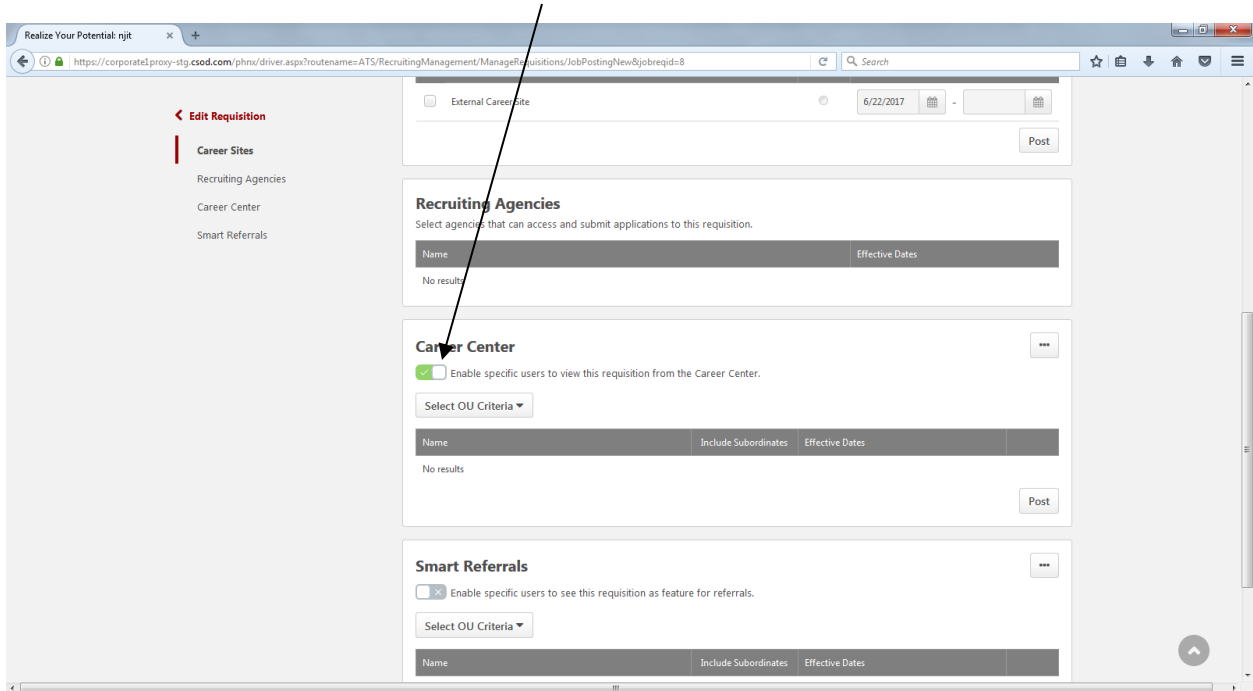 Realize Your Potential: njit
https://corporate1proxy-stg.csod.com/phnx/driver.aspx?routename=ATS/RecruitingManagement/ManageRequisitions/JobPostingNew&jobreqid=8
Search
Edit Requisition
Career Sites
Recruiting Agencies
Career Center
Smart Referrals
External Career Site
6/22/2017
-
Post
Recruiting Agencies
Select agencies that can access and submit applications to this requisition.
Name Effective Dates
No results
Career Center
Enable specific users to view this requisition from the Career Center.
Select OU Criteria
Name Include Subordinates Effective Dates
No results
Post
Smart Referrals
Enable specific users to see this requisition as feature for referrals.
Select OU Criteria
Name Include Subordinates Effective Dates